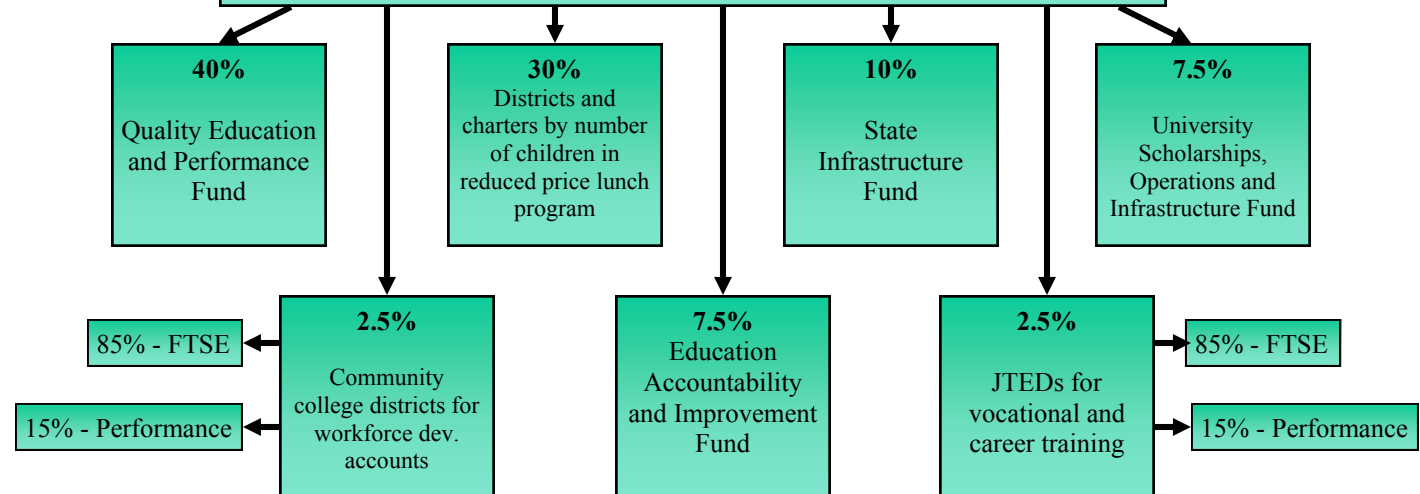 40%
Quality Education
and Performance
Fund
30%
Districts and
charters by number
of children in
reduced price lunch
program
10%
State
Infrastructure
Fund
7.5%
University
Scholarships,
Operations and
Infrastructure Fund
85% - FTSE
15% - Performance
2.5%
Community
college districts for
workforce dev.
accounts
7.5%
Education
Accountability
and Improvement
Fund
2.5%
JTEDs for
vocational and
career training
85% - FTSE
15% - Performance